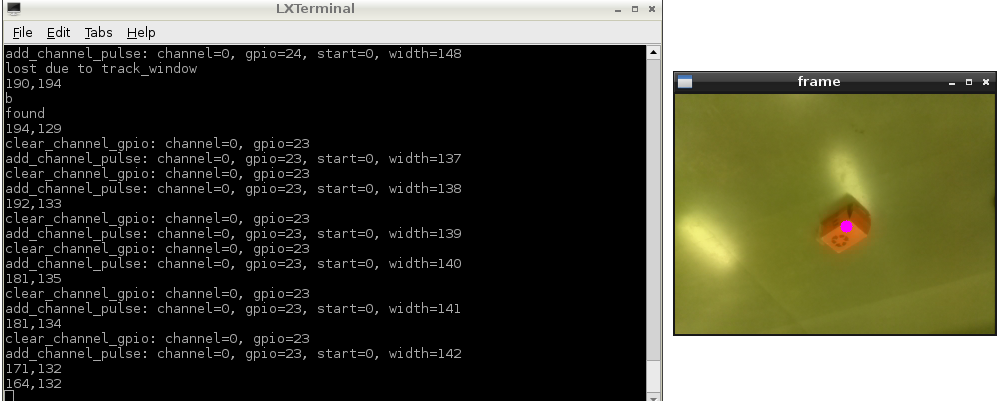 LXTerminal
File Edit Tabs Help
add_channel_pulse: channel=0, gpio=24, start=0, width=148
lost due to track_window
190,194
b
found
194,129
clear_channel_gpio: channel=0, gpio=23
add_channel_pulse: channel=0, gpio=23, start=0, width=137
clear_channel_gpio: channel=0, gpio=23
add_channel_pulse: channel=0, gpio=23, start=0, width=138
192,133
clear_channel_gpio: channel=0, gpio=23
add_channel_pulse: channel=0, gpio=23, start=0, width=139
clear_channel_gpio: channel=0, gpio=23
add_channel_pulse: channel=0, gpio=23, start=0, width=140
181,135
clear_channel_gpio: channel=0, gpio=23
add_channel_pulse: channel=0, gpio=23, start=0, width=141
181,134
clear_channel_gpio: channel=0, gpio=23
add_channel_pulse: channel=0, gpio=23, start=0, width=142
171,132
164,132
frame